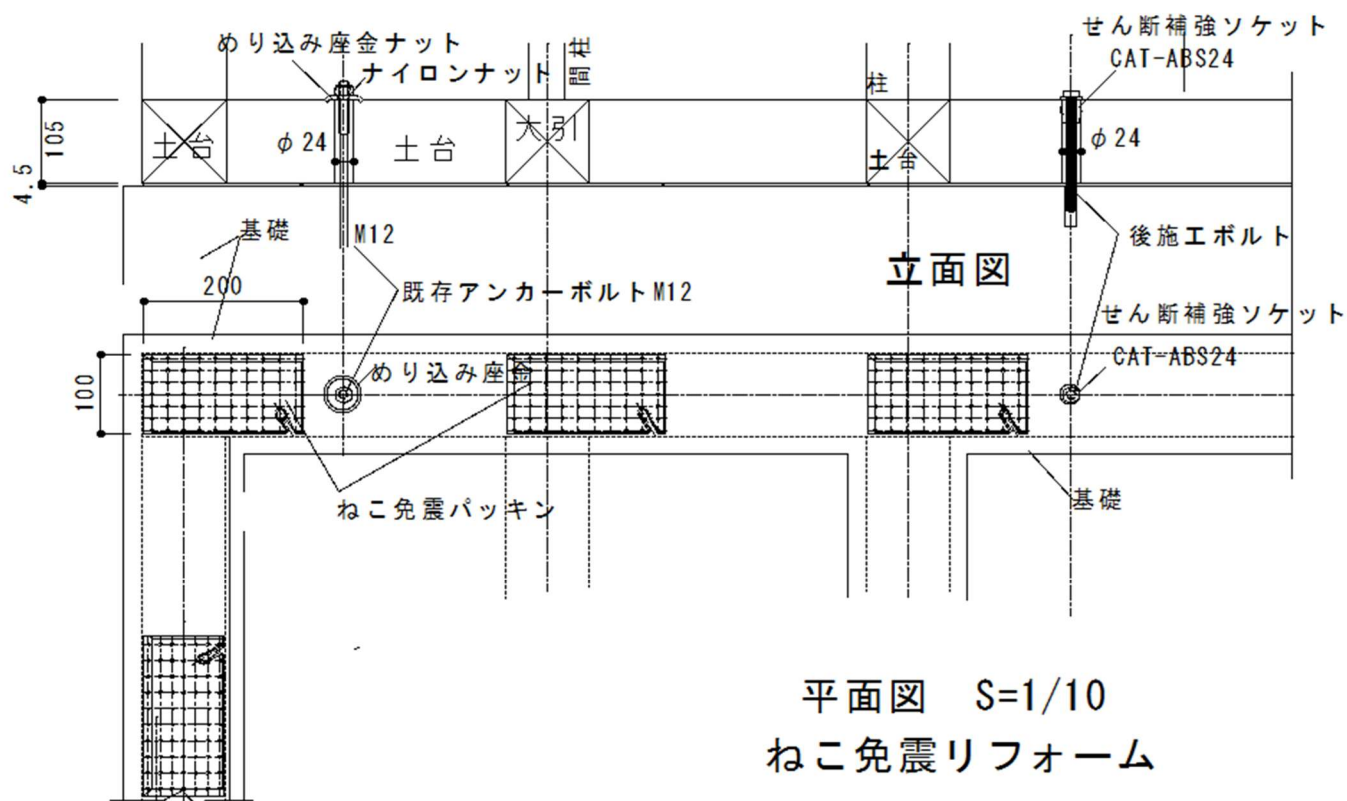 めり込み座金ナット
ナイロンナット
間柱
せん断補強ソケット
CAT-ABS24
柱
105
土台
φ24
土台
大引
土台
φ24
4.5
基礎
M12
後施工ボルト
立面図
200
既存アンカーボルトM12
せん断補強ソケット
CAT-ABS24
めり込み座金
100
ねこ免震パッキン
基礎
平面図 S=1/10
ねこ免震リフォーム